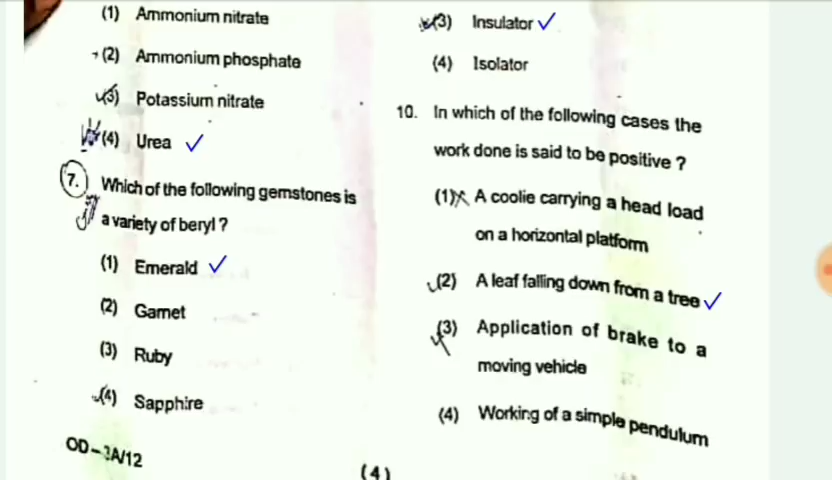 (1) Ammonium nitrate
(2) Ammonium phosphate
(3) Potassium nitrate
(4) Urea ✓
7. Which of the following gemstones is
a variety of beryl ?
(1) Emerald ✓
(2) Garnet
(3) Ruby
(4) Sapphire
OD – 3A/12
(3) Insulator ✓
(4) Isolator
10. In which of the following cases the
work done is said to be positive ?
(1) A coolie carrying a head load
on a horizontal platform
(2) A leaf falling down from a tree ✓
(3) Application of brake to a
moving vehicle
(4) Working of a simple pendulum
(4)